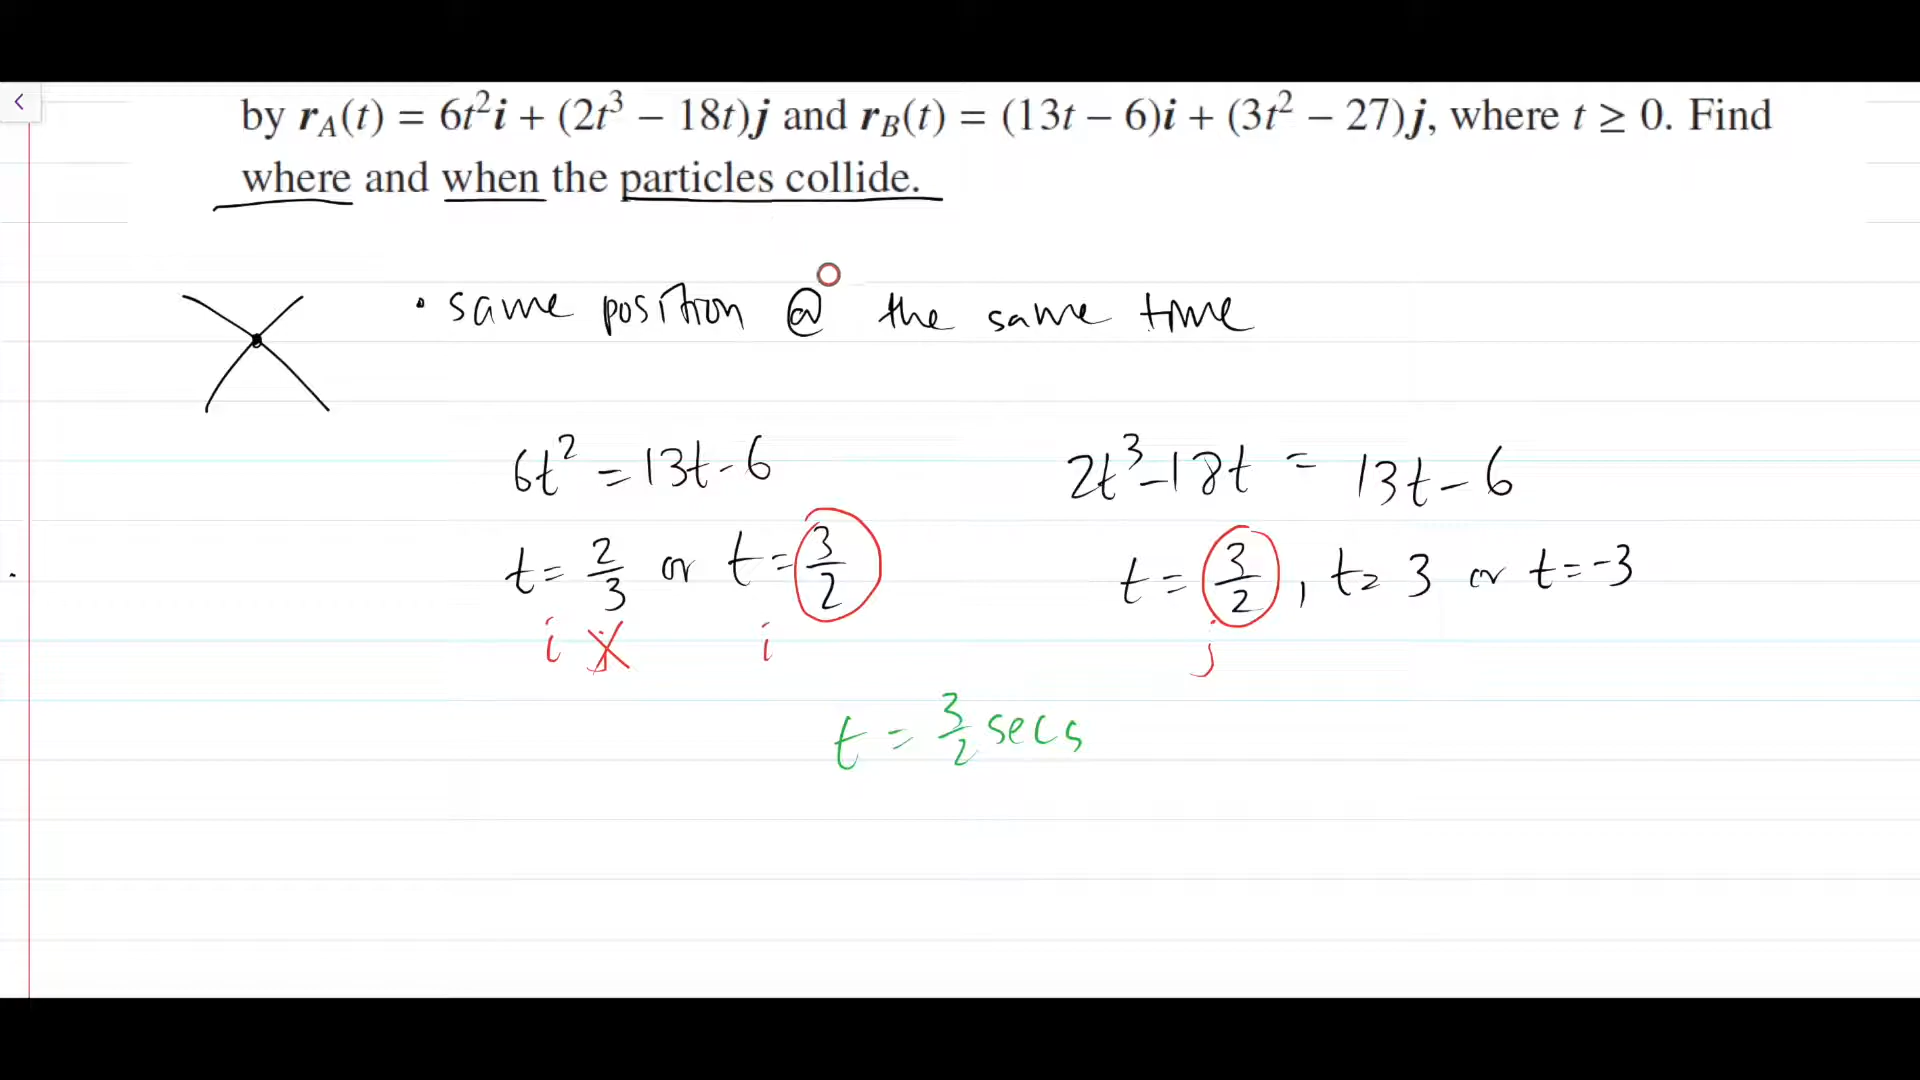 by r_A(t) = 6t²i + (2t³ − 18t)j and r_B(t) = (13t − 6)i + (3t² − 27)j, where t ≥ 0. Find
where and when the particles collide.
• same position @ the same time
6t² = 13t - 6
2t³ - 18t = 13t - 6
t = 2/3 or t = 3/2
t = 3/2, t = 3 or t = -3
i j i
j
t = 3/2 secs